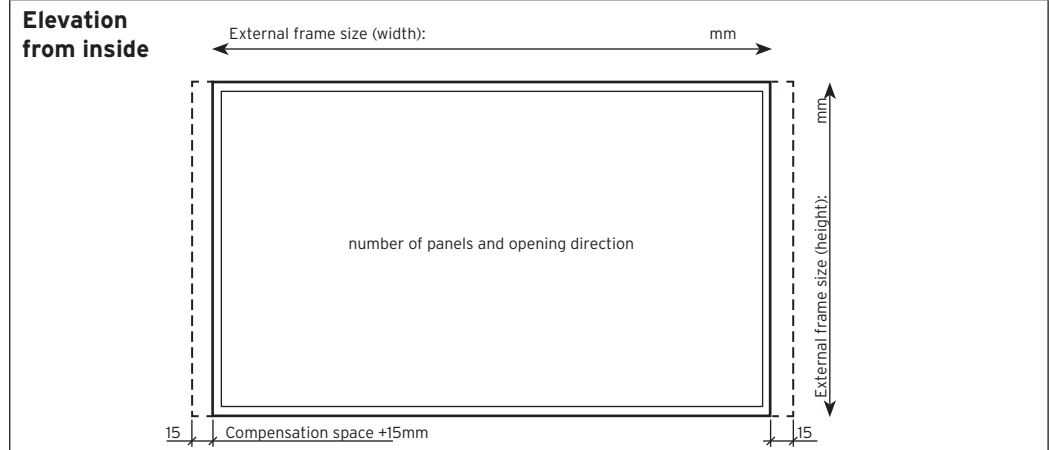 Elevation
from inside
External frame size (width): mm
mm
External frame size (height):
number of panels and opening direction
15
Compensation space +15mm
15